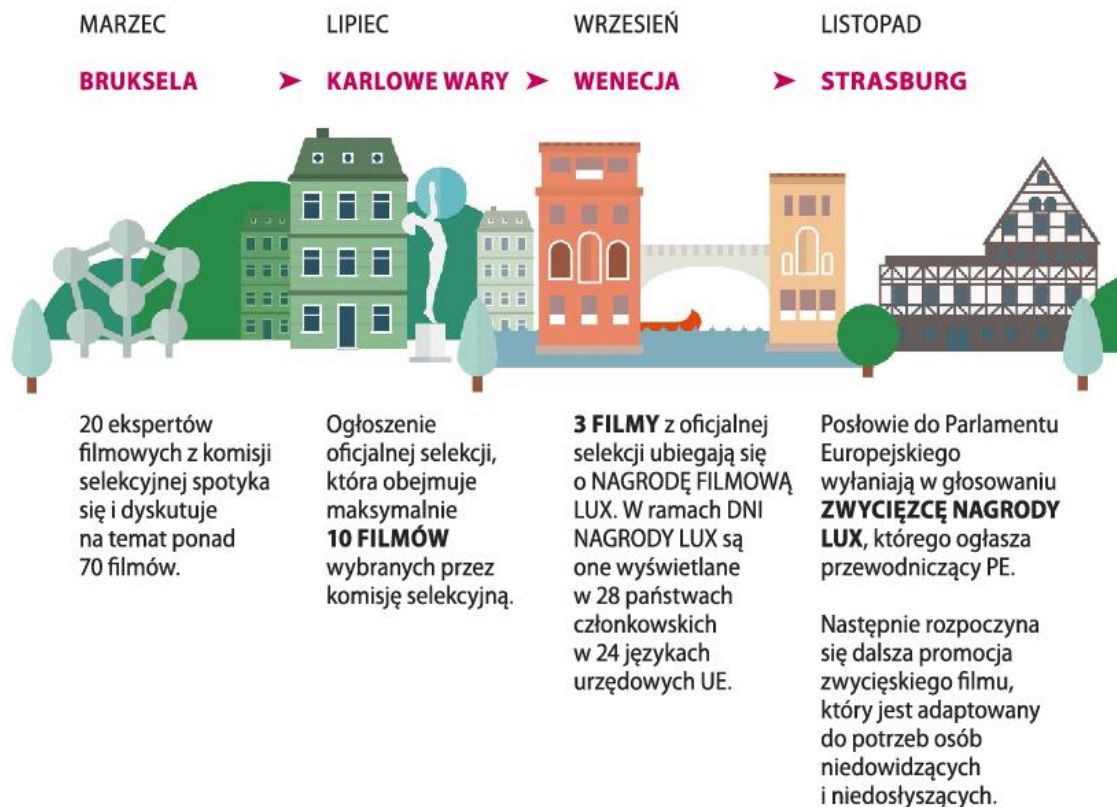 MARZEC
BRUKSELA
LIPIEC
KARLOWE WARY
WRZESIEŃ
WENECJA
LISTOPAD
STRASBURG
20 ekspertów
filmowych z komisji
selekcyjnej spotyka
się i dyskutuje
na temat ponad
70 filmów.
Ogłoszenie
oficjalnej selekcji,
która obejmuje
maksymalnie
10 FILMÓW
wybranych przez
komisję selekcyjną.
3 FILMY z oficjalnej
selekcji ubiegają się
o NAGRODĘ FILMOWĄ
LUX. W ramach DNI
NAGRODY LUX są
one wyświetlane
w 28 państwach
członkowskich
w 24 językach
urzędowych UE.
Posłowie do Parlamentu
Europejskiego
wyłaniają w głosowaniu
ZWYCIĘZCĘ NAGRODY
LUX, którego ogłasza
przewodniczący PE.
Następnie rozpoczyna
się dalsza promocja
zwycięskiego filmu,
który jest adaptowany
do potrzeb osób
niedowidzących
i niedosłyszących.